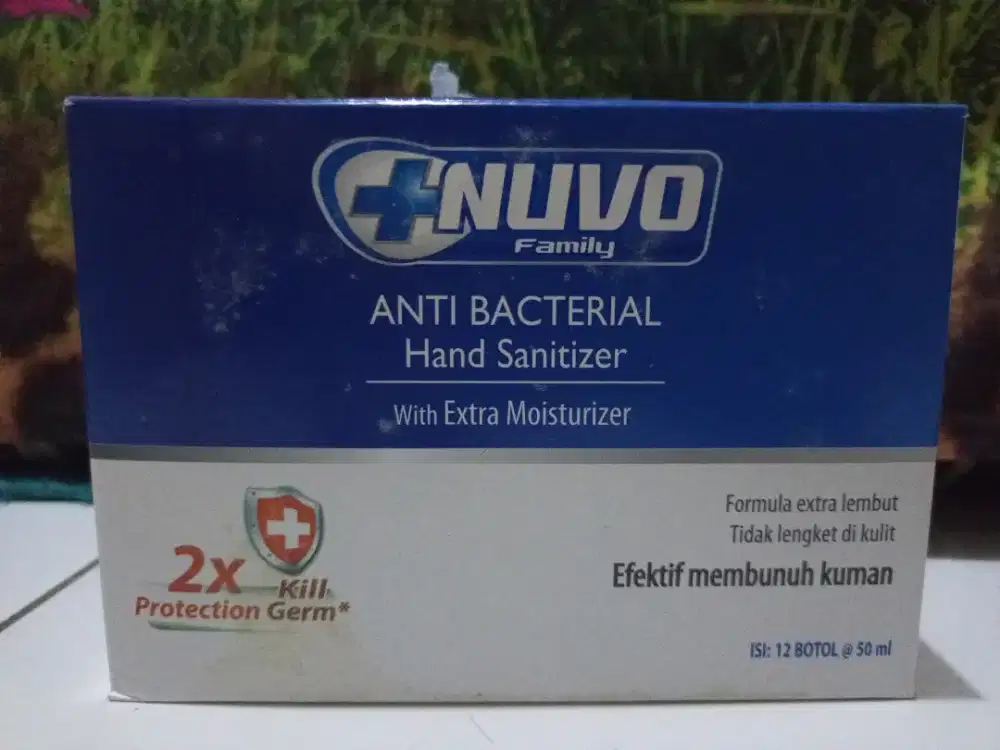 NUVO
Family
ANTI BACTERIAL
Hand Sanitizer
With Extra Moisturizer
2x Kill
Protection Germ*
Formula extra lembut
Tidak lengket di kulit
Efektif membunuh kuman
ISI: 12 BOTOL @ 50 ml